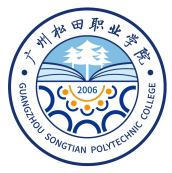 广州松田职业学院
2006
GUANGZHOU SONGTIAN POLYTECHNIC COLLEGE